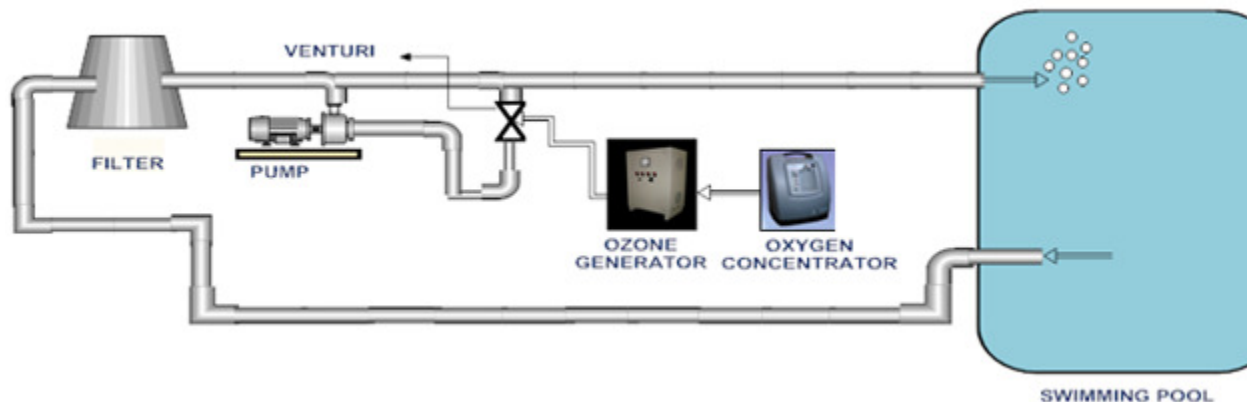 VENTURI
FILTER
PUMP
OZONE
GENERATOR
OXYGEN
CONCENTRATOR
SWIMMING POOL